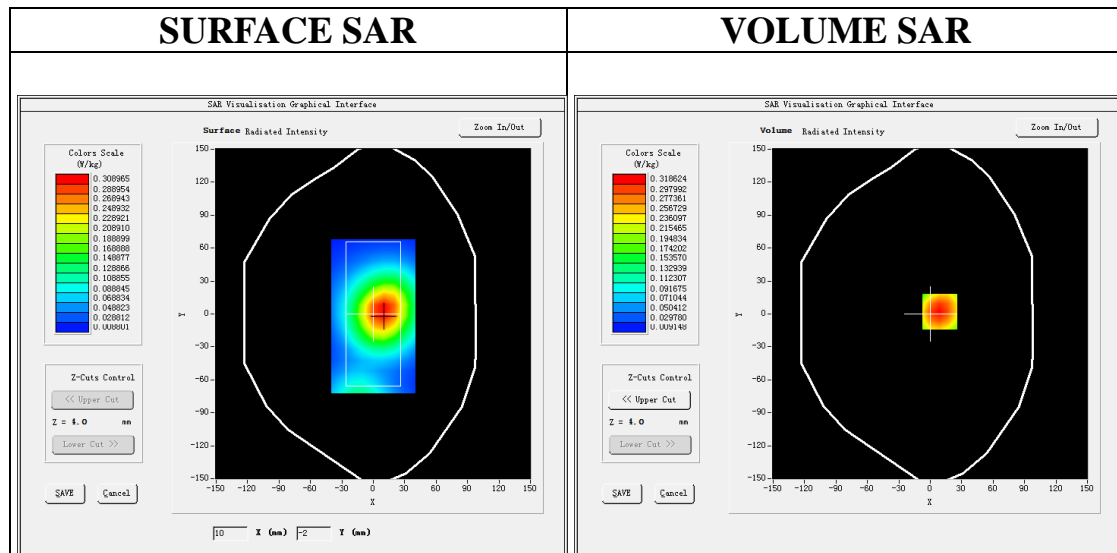 SURFACE SAR
VOLUME SAR
SAR Visualisation Graphical Interface
Surface Radiated Intensity
Zoom In/Out
Colors Scale
(W/kg)
0.308965
0.288954
0.268943
0.248932
0.228921
0.208910
0.188899
0.168888
0.148877
0.128866
0.108855
0.088845
0.068834
0.048823
0.028812
0.008801
Z-Cuts Control
<< Upper Cut
Z = 4.0 mm
Lower Cut >>
SAVE
Cancel
150
120
90
60
30
0
-30
-60
-90
-120
-150
Y
-150 -120 -90 -60 -30 0 30 60 90 120 150
X
10 X (mm) -2 Y (mm)
SAR Visualisation Graphical Interface
Volume Radiated Intensity
Zoom In/Out
Colors Scale
(W/kg)
0.318624
0.297992
0.277361
0.256729
0.236097
0.215465
0.194834
0.174202
0.153570
0.132939
0.112307
0.091675
0.071044
0.050412
0.029780
0.009148
Z-Cuts Control
<< Upper Cut
Z = 4.0 mm
Lower Cut >>
SAVE
Cancel
150
120
90
60
30
0
-30
-60
-90
-120
-150
Y
-150 -120 -90 -60 -30 0 30 60 90 120 150
X